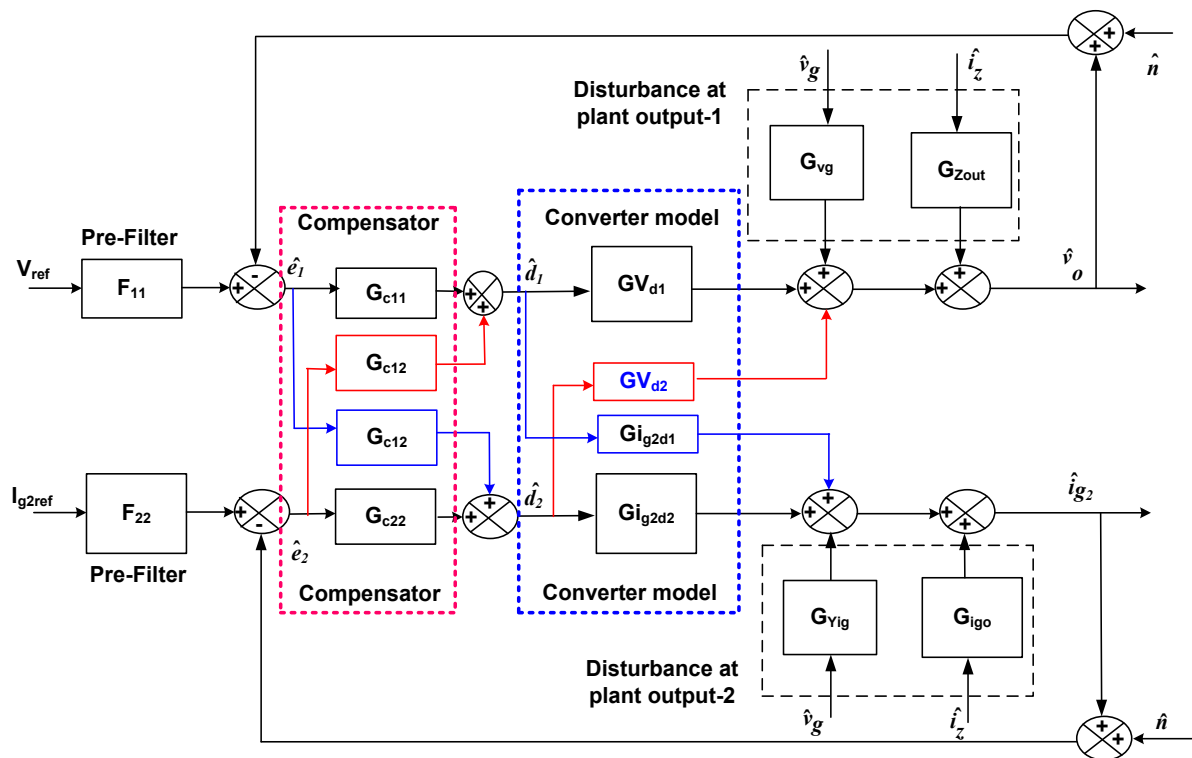 v̂g
îz
n̂
Disturbance at
plant output-1
Gvg
GZout
Compensator
Converter model
Pre-Filter
Vref
F11
ê1
Gc11
d̂1
GVd1
v̂o
Gc12
GVd2
Gc12
Gig2d1
Ig2ref
F22
ê2
Gc22
d̂2
Gig2d2
îg2
Pre-Filter
Compensator
Converter model
GYig
Gigo
Disturbance at
plant output-2
v̂g
îz
n̂